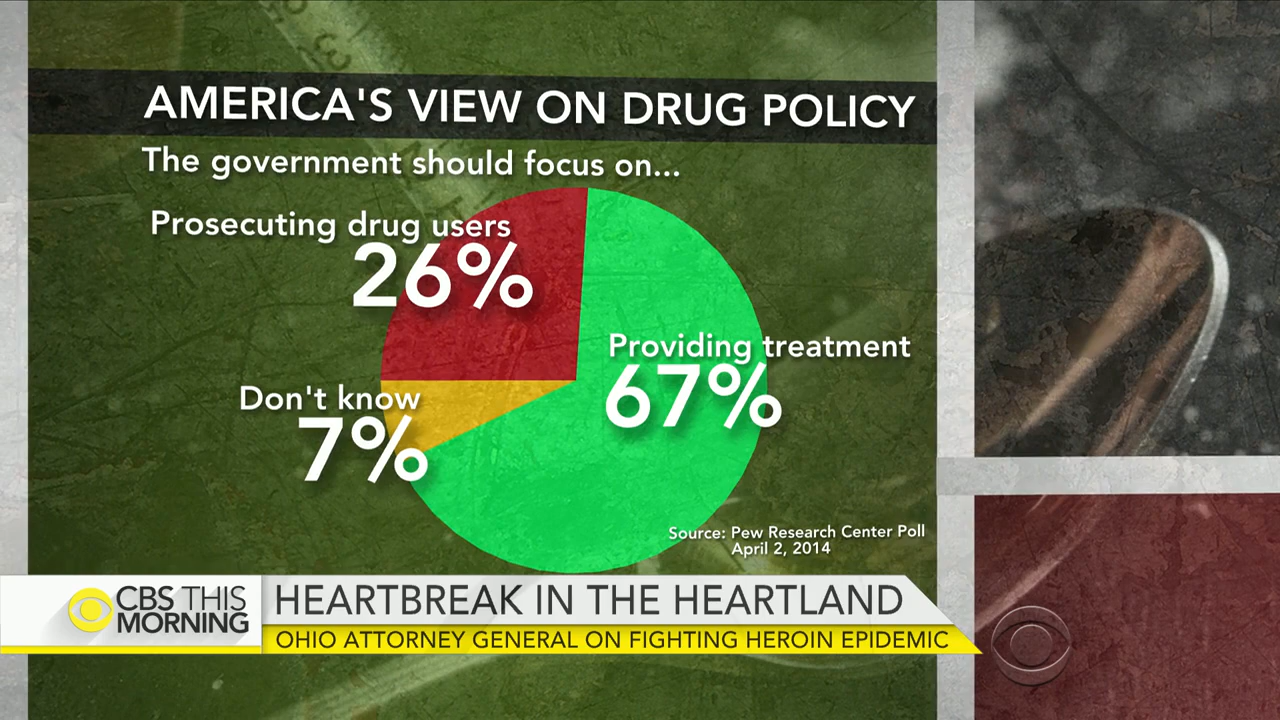 AMERICA'S VIEW ON DRUG POLICY
The government should focus on...
Prosecuting drug users
26%
Providing treatment
67%
Don't know
7%
Source: Pew Research Center Poll
April 2, 2014
CBS THIS
MORNING
HEARTBREAK IN THE HEARTLAND
OHIO ATTORNEY GENERAL ON FIGHTING HEROIN EPIDEMIC